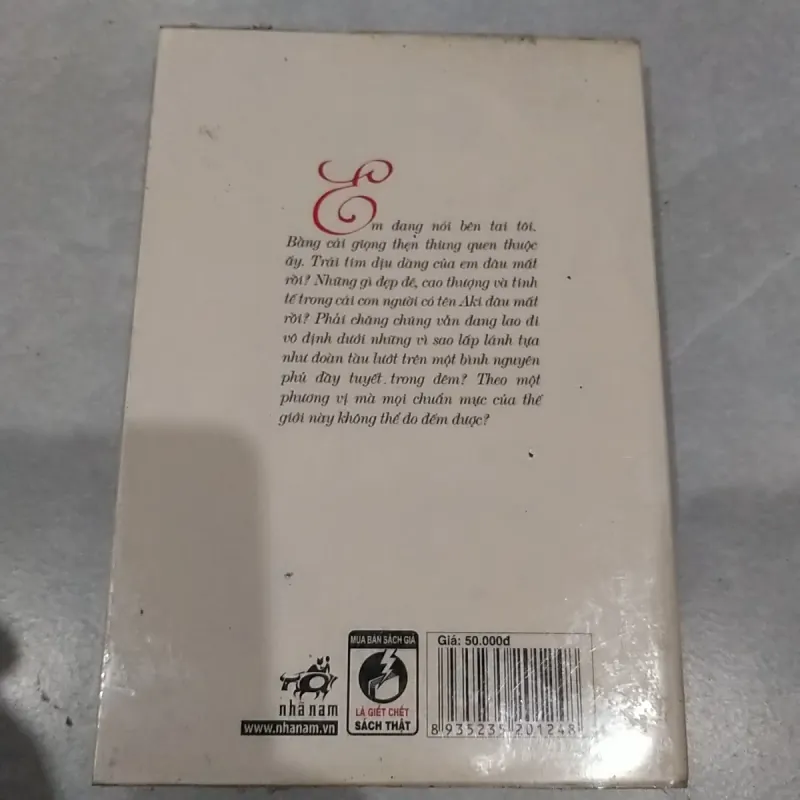 Em đang nói bên tai tôi.
Bằng cái giọng thẹn thùng quen thuộc
ấy. Trái tim dịu dàng của em đâu mất
rồi? Những gì đẹp đẽ, cao thượng và tinh
tế trong cái con người có tên Aki đâu mất
rồi? Phải chăng chúng vẫn đang lao đi
vô định dưới những vì sao lấp lánh tựa
như đoàn tàu lướt trên một bình nguyên
phủ đầy tuyết trong đêm? Theo một
phương vị mà mọi chuẩn mực của thế
giới này không thể đo đếm được?
nhã nam
www.nhanam.vn
MUA BÁN SÁCH GIẢ
LÀ GIẾT CHẾT
SÁCH THẬT
Giá: 50.000đ
8 935235 201248